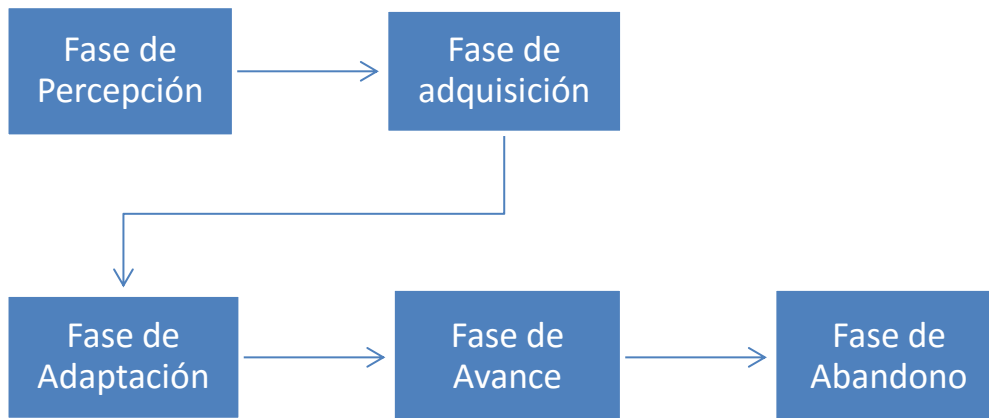 Fase de
Percepción
Fase de
adquisición
Fase de
Adaptación
Fase de
Avance
Fase de
Abandono